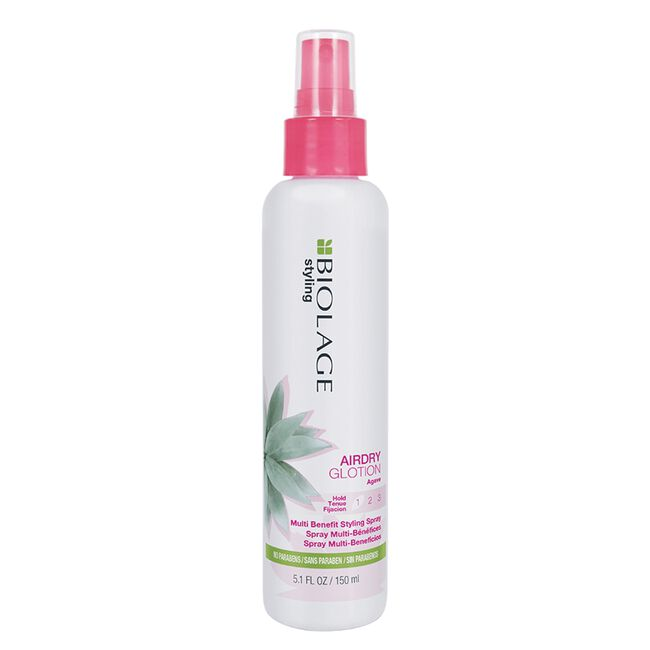 BIOLAGE
styling
AIRDRY
GLOTION
Agave
Hold
Tenue
Fijacion
1 2 3
Multi Benefit Styling Spray
Spray Multi-Bénéfices
Spray Multi-Beneficios
NO PARABENS / SANS PARABEN / SIN PARABENOS
5.1 FL OZ / 150 ml